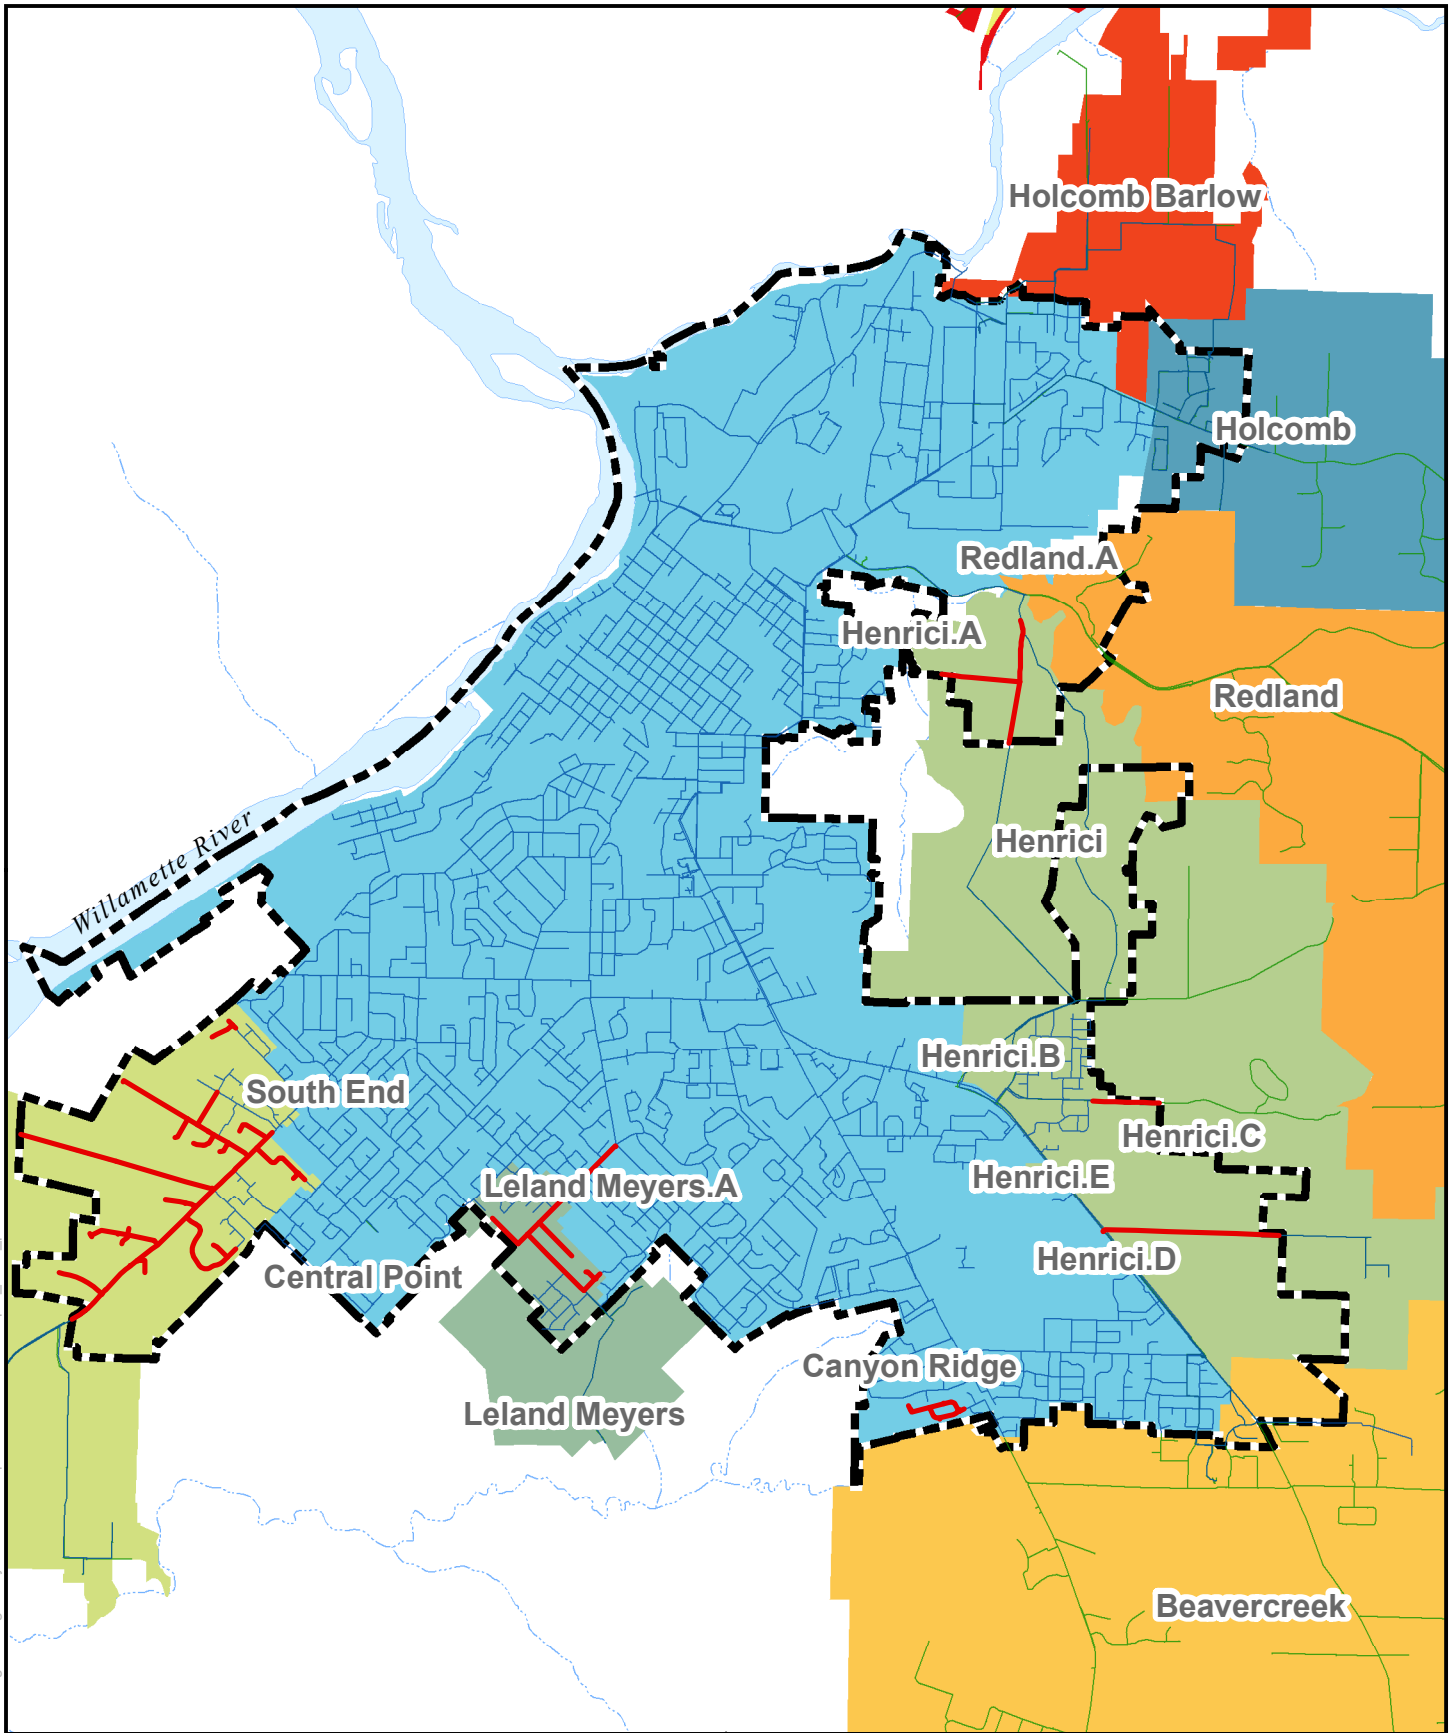 Holcomb Barlow
Holcomb
Redland.A
Henrici.A
Redland
Henrici
Willamette River
Henrici.B
South End
Henrici.C
Henrici.E
Leland Meyers.A
Henrici.D
Central Point
Canyon Ridge
Leland Meyers
Beavercreek